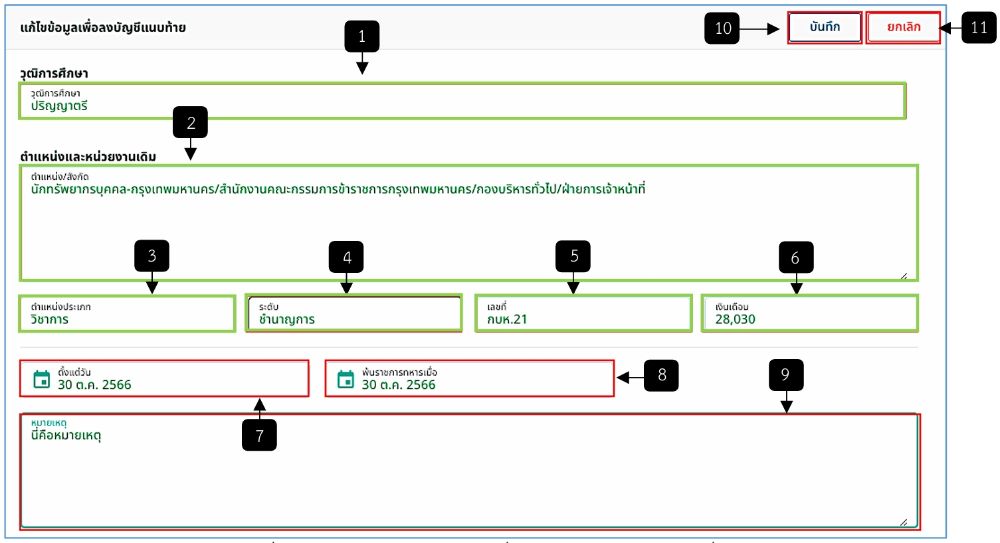 แก้ไขข้อมูลเพื่อลงบัญชีแนบท้าย
10
บันทึก
ยกเลิก
11
1
วุฒิการศึกษา
วุฒิการศึกษา
ปริญญาตรี
2
ตำแหน่งและหน่วยงานเดิม
ตำแหน่ง/สังกัด
นักทรัพยากรบุคคล-กรุงเทพมหานคร/สำนักงานคณะกรรมการข้าราชการกรุงเทพมหานคร/กองบริหารทั่วไป/ฝ่ายการเจ้าหน้าที่
3
4
5
6
ตำแหน่งประเภท
วิชาการ
ระดับ
ชำนาญการ
เลขที่
กบห.21
เงินเดือน
28,030
ตั้งแต่วัน
30 ต.ค. 2566
พ้นราชการทหารเมื่อ
30 ต.ค. 2566
8
9
7
หมายเหตุ
นี่คือหมายเหตุ